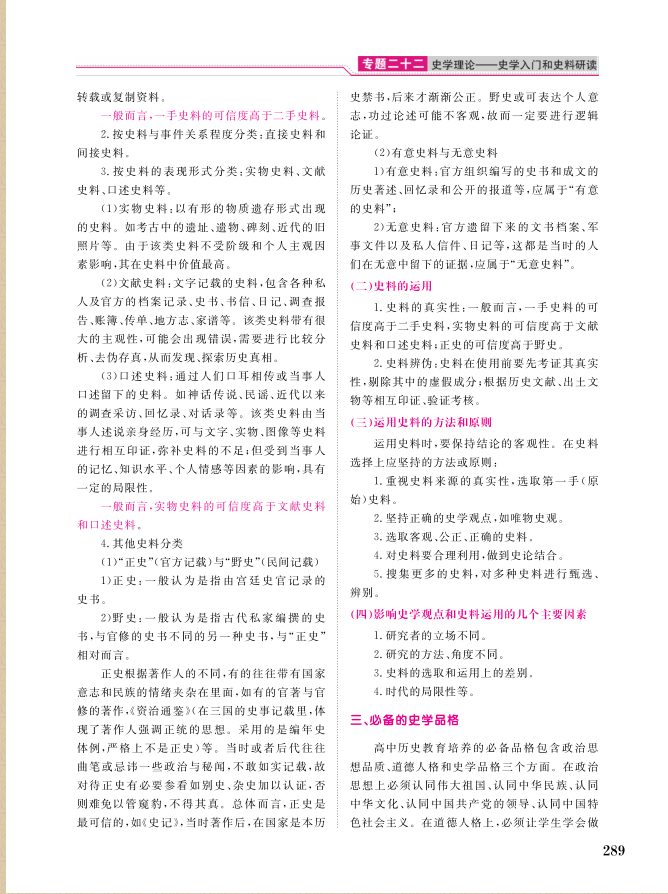 专题二十二 史学理论——史学入门和史料研读
转载或复制资料。
一般而言,一手史料的可信度高于二手史料。
2.按史料与事件关系程度分类:直接史料和
间接史料。
3.按史料的表现形式分类:实物史料、文献
史料、口述史料等。
(1)实物史料:以有形的物质遗存形式出现
的史料。如考古中的遗址、遗物、碑刻、近代的旧
照片等。由于该类史料不受阶级和个人主观因
素影响,其在史料中价值最高。
(2)文献史料:文字记载的史料,包含各种私
人及官方的档案记录、史书、书信、日记、调查报
告、账簿、传单、地方志、家谱等。该类史料带有很
大的主观性,可能会出现错误,需要进行比较分
析、去伪存真,从而发现、探索历史真相。
(3)口述史料:通过人们口耳相传或当事人
口述留下的史料。如神话传说、民谣、近代以来
的调查采访、回忆录、对话录等。该类史料由当
事人述说亲身经历,可与文字、实物、图像等史料
进行相互印证,弥补史料的不足;但受到当事人
的记忆、知识水平、个人情感等因素的影响,具有
一定的局限性。
一般而言,实物史料的可信度高于文献史料
和口述史料。
4.其他史料分类
(1)“正史”(官方记载)与“野史”(民间记载)
1)正史:一般认为是指由宫廷史官记录的
史书。
2)野史:一般认为是指古代私家编撰的史
书,与官修的史书不同的另一种史书,与“正史”
相对而言。
正史根据著作人的不同,有的往往带有国家
意志和民族的情绪夹杂在里面,如有的官著与官
修的著作,《资治通鉴》(在三国的史事记载里,体
现了著作人强调正统的思想。采用的是编年史
体例,严格上不是正史)等。当时或者后代往往
曲笔或忌讳一些政治与秘闻,不敢如实记载,故
对待正史有必要参看如别史、杂史加以认证,否
则难免以管窥豹,不得其真。总体而言,正史是
最可信的,如《史记》,当时著作后,在国家是本历
史禁书,后来才渐渐公正。野史或可表达个人意
志,功过论述可能不客观,故而一定要进行逻辑
论证。
(2)有意史料与无意史料
1)有意史料:官方组织编写的史书和成文的
历史著述、回忆录和公开的报道等,应属于“有意
的史料”;
2)无意史料:官方遗留下来的文书档案、军
事文件以及私人信件、日记等,这都是当时的人
们在无意中留下的证据,应属于“无意史料”。
(二)史料的运用
1.史料的真实性:一般而言,一手史料的可
信度高于二手史料,实物史料的可信度高于文献
史料和口述史料;正史的可信度高于野史。
2.史料辨伪:史料在使用前要先考证其真实
性,剔除其中的虚假成分;根据历史文献、出土文
物等相互印证、验证考核。
(三)运用史料的方法和原则
运用史料时,要保持结论的客观性。在史料
选择上应坚持的方法或原则:
1.重视史料来源的真实性,选取第一手(原
始)史料。
2.坚持正确的史学观点,如唯物史观。
3.选取客观、公正、正确的史料。
4.对史料要合理利用,做到史论结合。
5.搜集更多的史料,对多种史料进行甄选、
辨别。
(四)影响史学观点和史料运用的几个主要因素
1.研究者的立场不同。
2.研究的方法、角度不同。
3.史料的选取和运用上的差别。
4.时代的局限性等。
三、必备的史学品格
高中历史教育培养的必备品格包含政治思
想品质、道德人格和史学品格三个方面。在政治
思想上必须认同伟大祖国、认同中华民族、认同
中华文化、认同中国共产党的领导、认同中国特
色社会主义。在道德人格上,必须让学生学会做
289